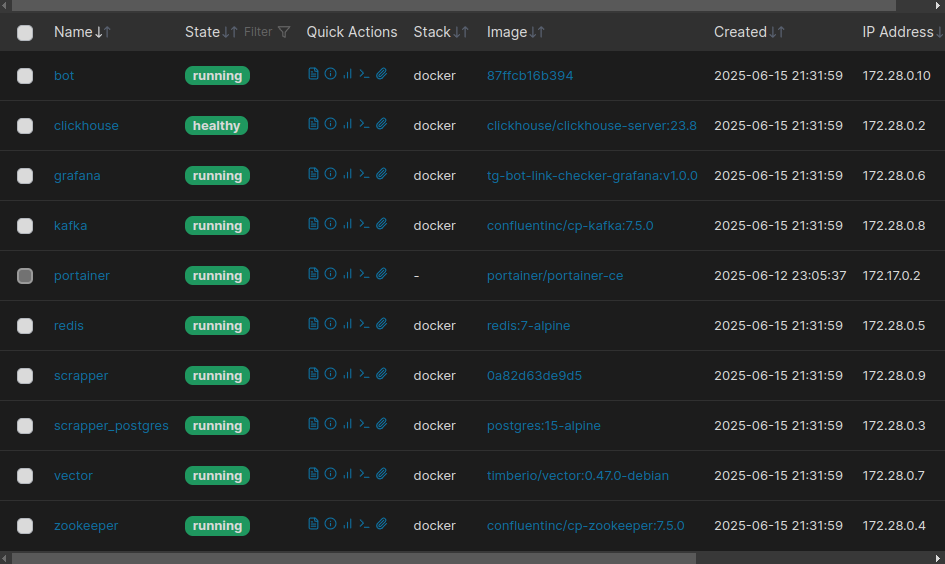 Name State Filter Quick Actions Stack Image Created IP Address
bot running docker 87ffcb16b394 2025-06-15 21:31:59 172.28.0.10
clickhouse healthy docker clickhouse/clickhouse-server:23.8 2025-06-15 21:31:59 172.28.0.2
grafana running docker tg-bot-link-checker-grafana:v1.0.0 2025-06-15 21:31:59 172.28.0.6
kafka running docker confluentinc/cp-kafka:7.5.0 2025-06-15 21:31:59 172.28.0.8
portainer running - portainer/portainer-ce 2025-06-12 23:05:37 172.17.0.2
redis running docker redis:7-alpine 2025-06-15 21:31:59 172.28.0.5
scrapper running docker 0a82d63de9d5 2025-06-15 21:31:59 172.28.0.9
scrapper_postgres running docker postgres:15-alpine 2025-06-15 21:31:59 172.28.0.3
vector running docker timberio/vector:0.47.0-debian 2025-06-15 21:31:59 172.28.0.7
zookeeper running docker confluentinc/cp-zookeeper:7.5.0 2025-06-15 21:31:59 172.28.0.4